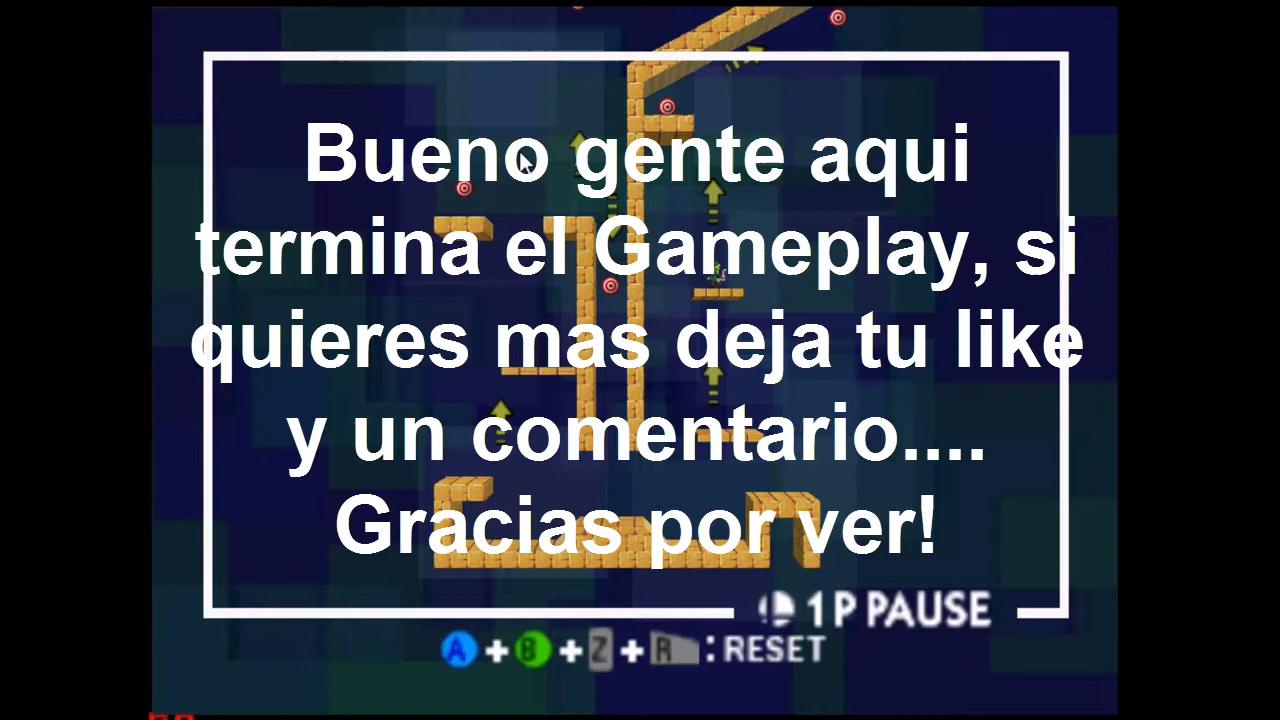 Bueno gente aqui
termina el Gameplay, si
quieres mas deja tu like
y un comentario....
Gracias por ver!
1P PAUSE
A + B + Z + R : RESET